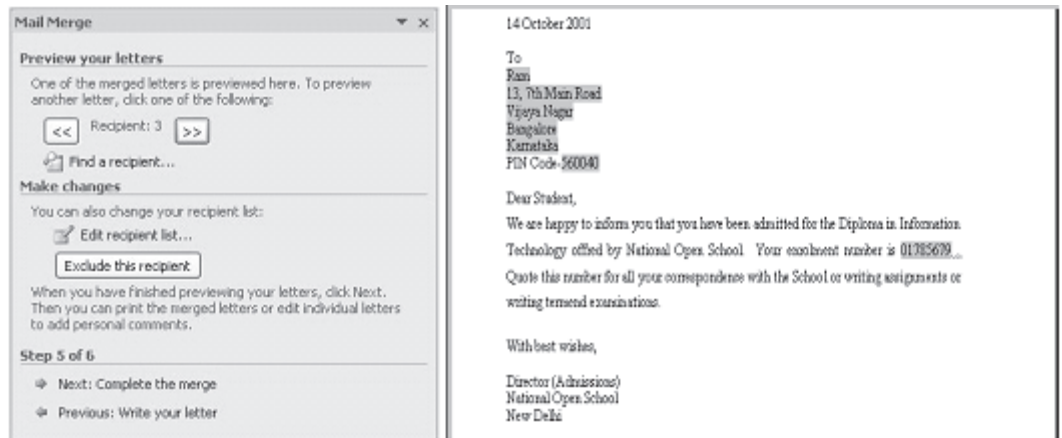 Mail Merge
Preview your letters
One of the merged letters is previewed here. To preview
another letter, click one of the following:
<< Recipient: 3 >>
Find a recipient...
Make changes
You can also change your recipient list:
Edit recipient list...
Exclude this recipient
When you have finished previewing your letters, click Next.
Then you can print the merged letters or edit individual letters
to add personal comments.
Step 5 of 6
Next: Complete the merge
Previous: Write your letter
14 October 2001
To
Ram
13, 7th Main Road
Vijaya Nagar
Bangalore
Karnataka
PIN Code-560040
Dear Student,
We are happy to inform you that you have been admitted for the Diploma in Information
Technology offred by National Open School. Your enrolment number is 01785679.
Quote this number for all your correspondence with the School or writing assignments or
writing termend examinations.
With best wishes,
Director (Admissions)
National Open School
New Delhi